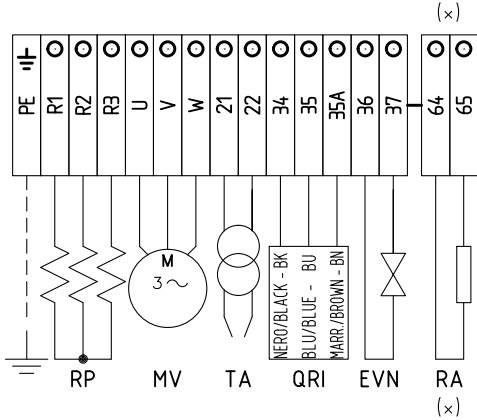 (x)
PE R1 R2 R3 U V W 21 22 34 35 35A 36 37 64 65
M
3~
NERO/BLACK - BK
BLU/BLUE - BU
MARR./BROWN - BN
RP MV TA QRI EVN RA
(x)